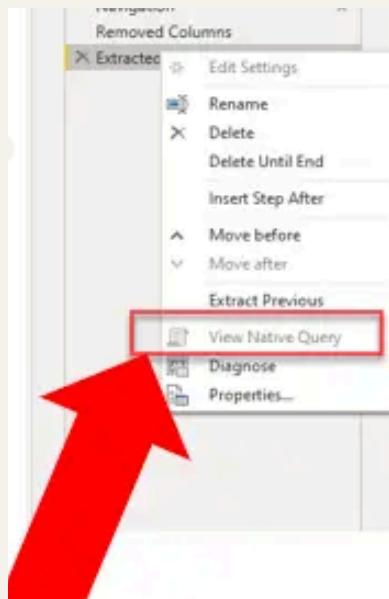 Navigation
Removed Columns
Extracted
Edit Settings
Rename
Delete
Delete Until End
Insert Step After
Move before
Move after
Extract Previous
View Native Query
Diagnose
Properties...